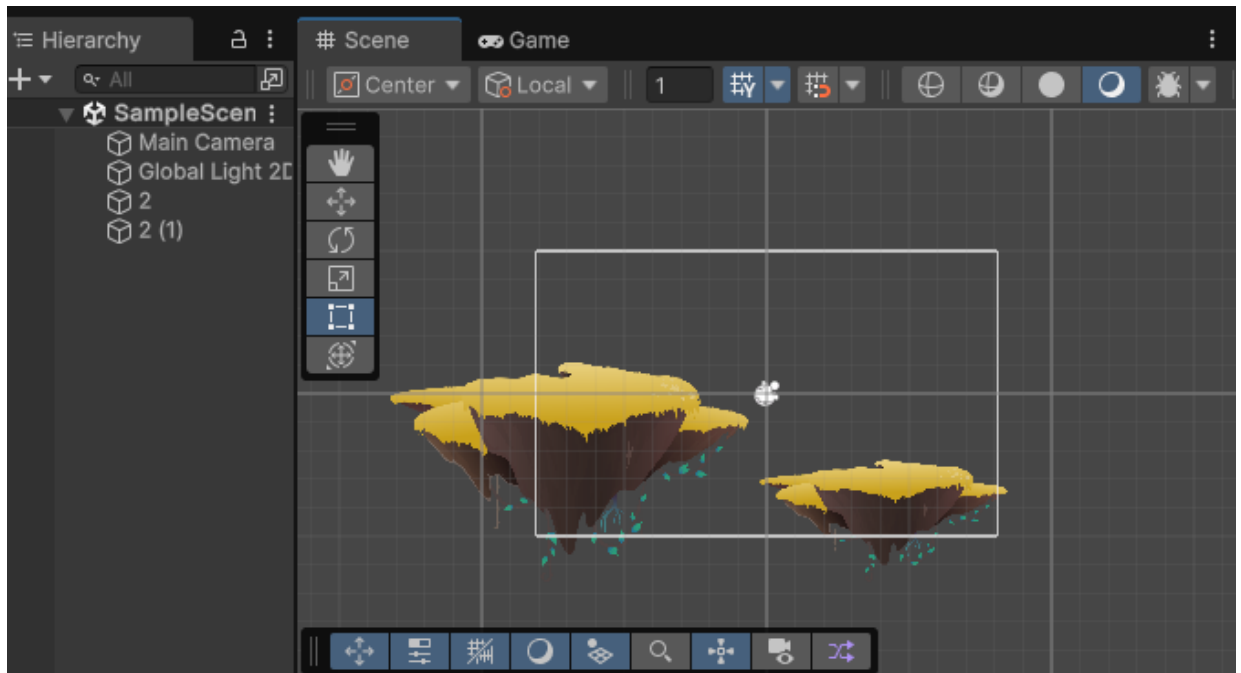 Hierarchy
Scene
Game
All
Center
Local
1
SampleScen
Main Camera
Global Light 2D
2
2 (1)